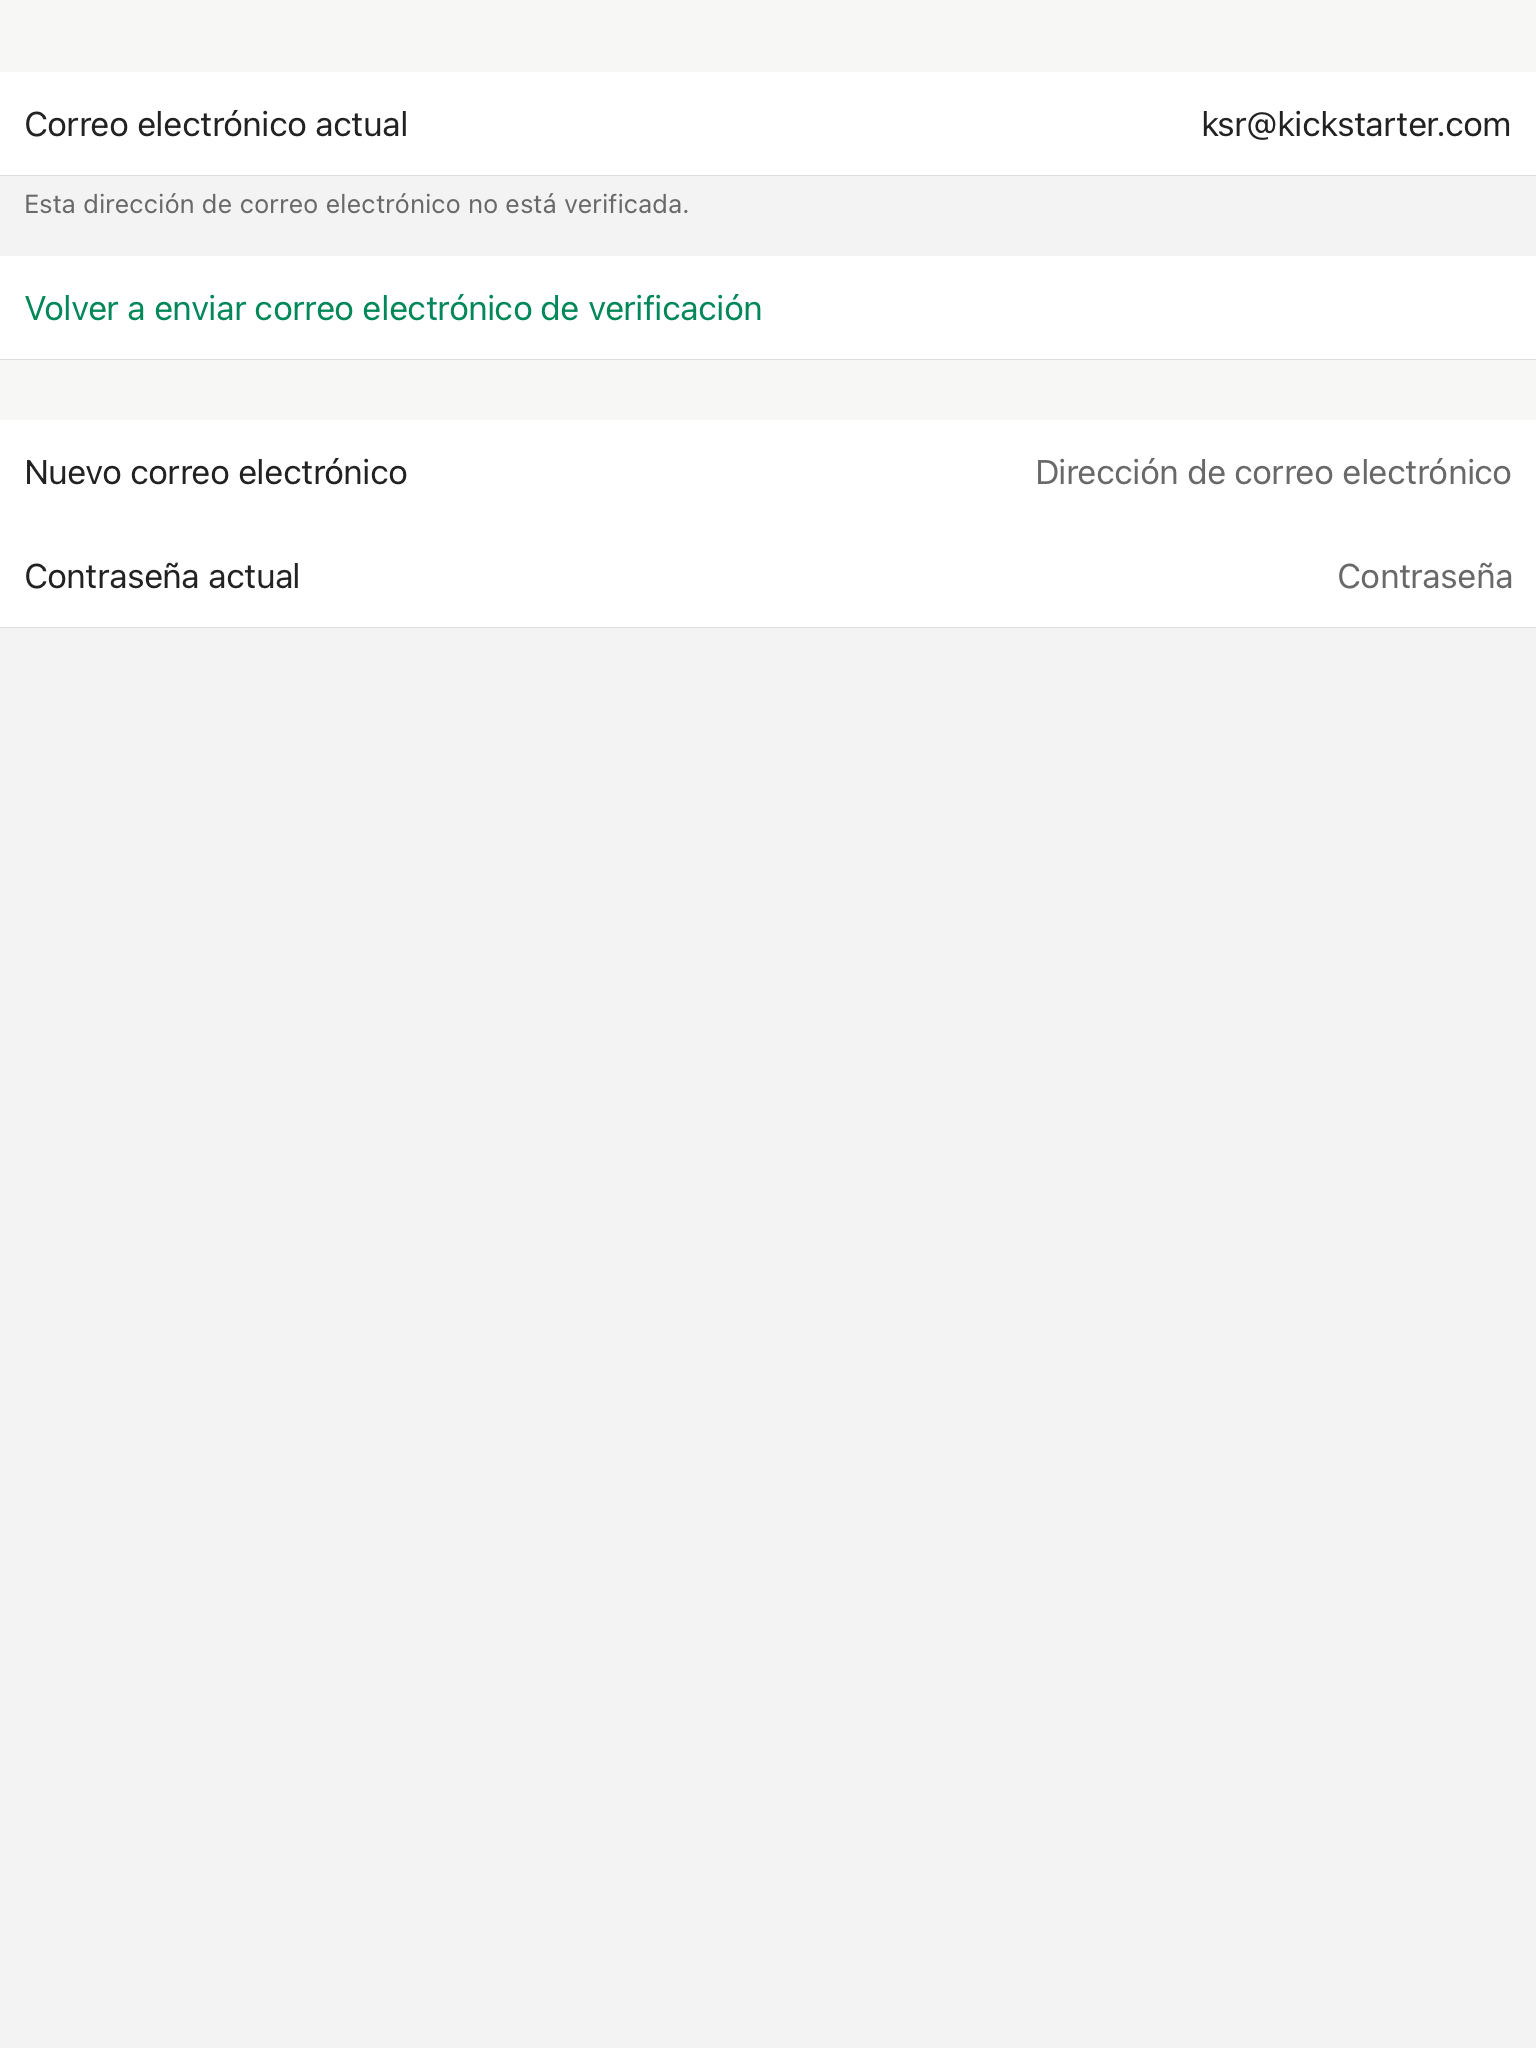 Correo electrónico actual ksr@kickstarter.com
Esta dirección de correo electrónico no está verificada.
Volver a enviar correo electrónico de verificación
Nuevo correo electrónico Dirección de correo electrónico
Contraseña actual Contraseña